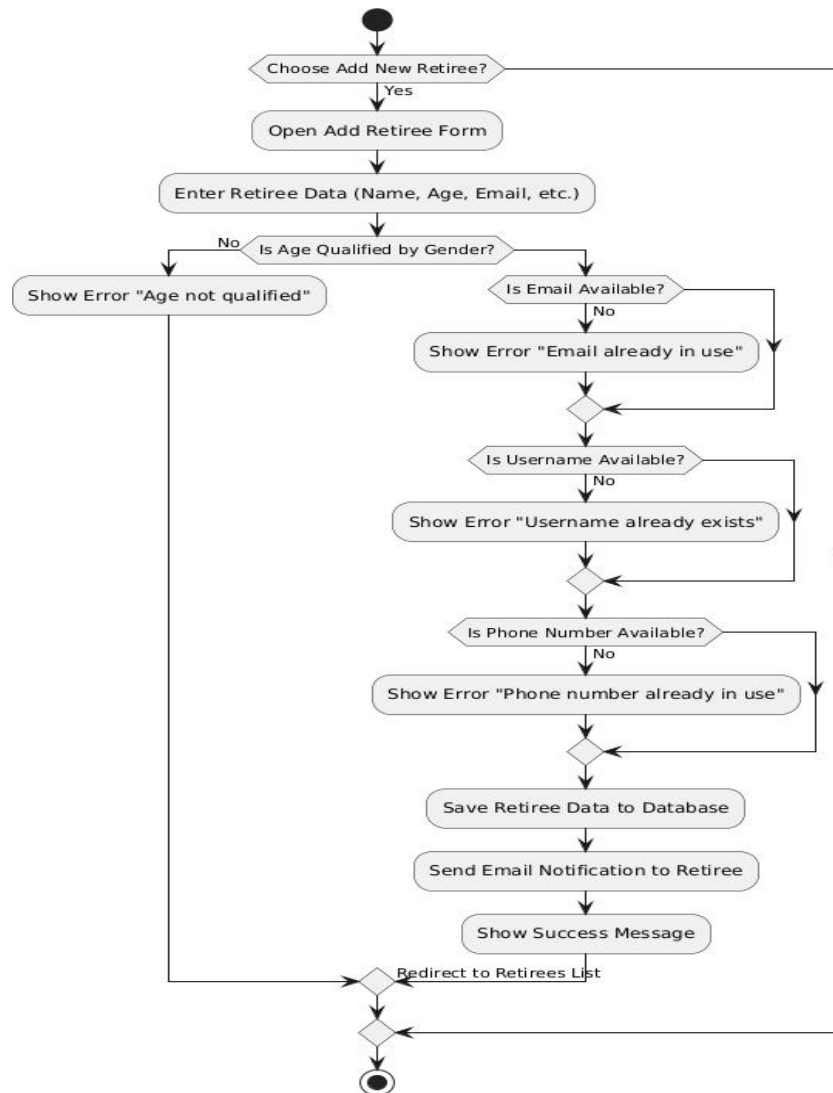 Choose Add New Retiree?
Yes
Open Add Retiree Form
Enter Retiree Data (Name, Age, Email, etc.)
No
Is Age Qualified by Gender?
Show Error "Age not qualified"
Is Email Available?
No
Show Error "Email already in use"
Is Username Available?
No
Show Error "Username already exists"
Is Phone Number Available?
No
Show Error "Phone number already in use"
Save Retiree Data to Database
Send Email Notification to Retiree
Show Success Message
Redirect to Retirees List